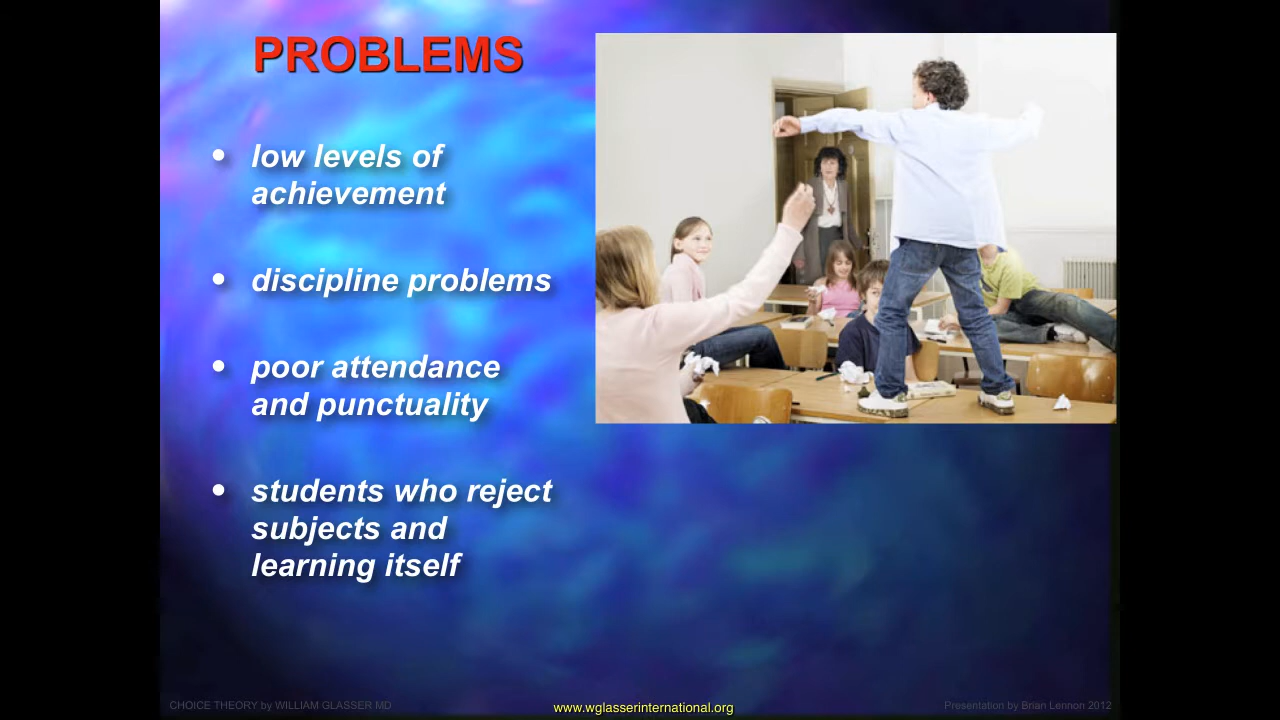 PROBLEMS
• low levels of
achievement
• discipline problems
• poor attendance
and punctuality
• students who reject
subjects and
learning itself
CHOICE THEORY by WILLIAM GLASSER MD
www.wglasserinternational.org
Presentation by Brian Lennon 2012